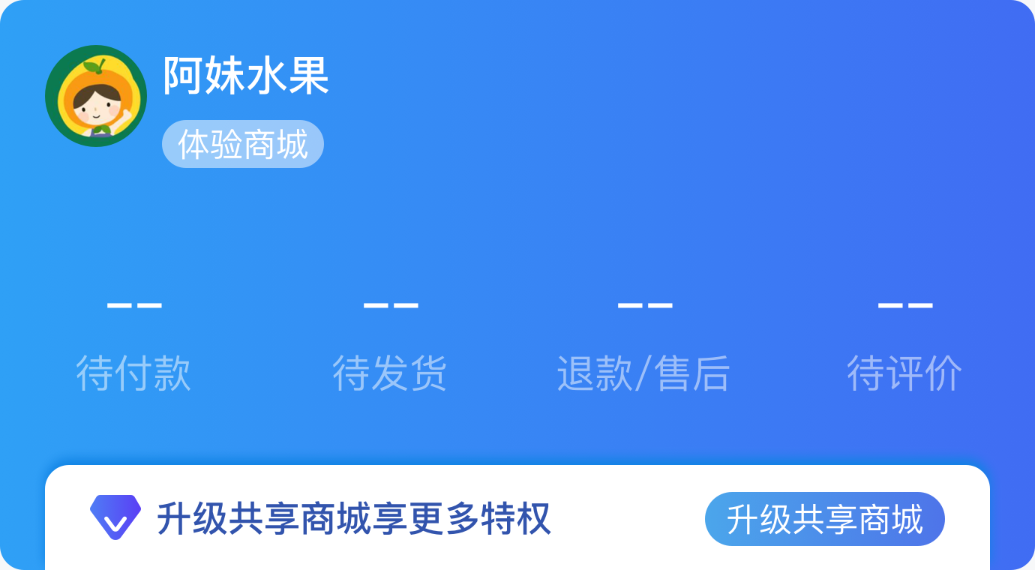 阿妹水果
体验商城
-- -- -- --
待付款 待发货 退款/售后 待评价
升级共享商城享更多特权 升级共享商城